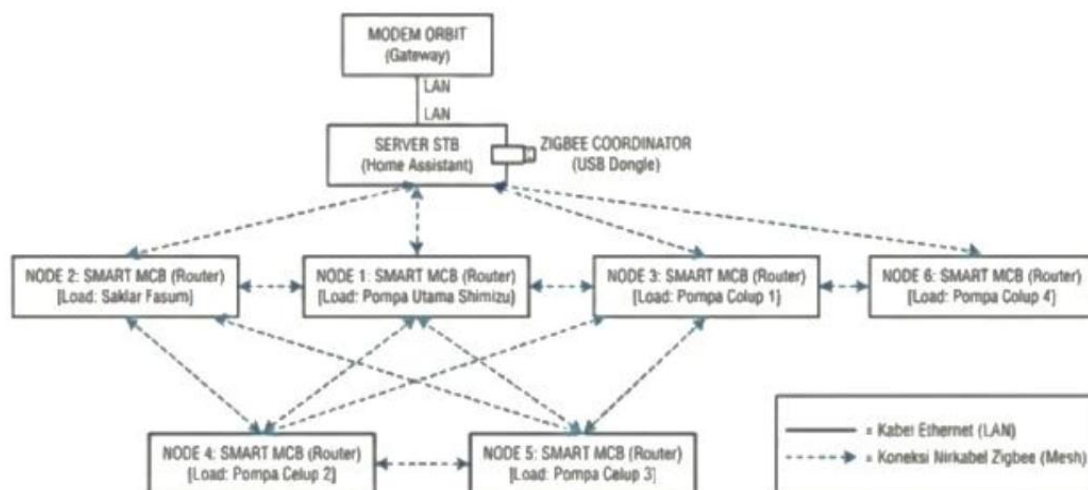 MODEM ORBIT
(Gateway)
LAN
LAN
SERVER STB
(Home Assistant)
ZIGBEE COORDINATOR
(USB Dongle)
NODE 2: SMART MCB (Router)
[Load: Saklar Fasum]
NODE 1: SMART MCB (Router)
[Load: Pompa Utama Shimizu]
NODE 3: SMART MCB (Router)
[Load: Pompa Colup 1]
NODE 6: SMART MCB (Router)
[Load: Pompa Colup 4]
NODE 4: SMART MCB (Router)
[Load: Pompa Celup 2]
NODE 5: SMART MCB (Router)
[Load: Pompa Celup 3]
= Kabel Ethernet (LAN)
= Koneksi Nirkabel Zigbee (Mesh)